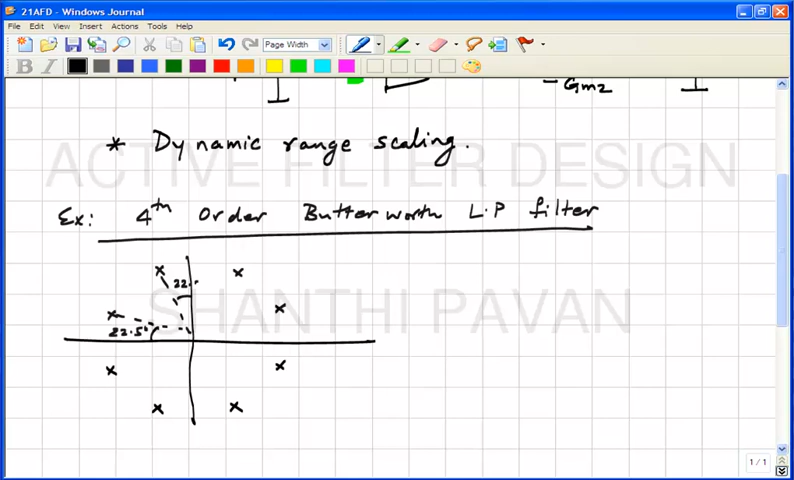 21AFD - Windows Journal
File Edit View Insert Actions Tools Help
Page Width
B I U
- Gm2
* Dynamic range scaling.
ACTIVE FILTER DESIGN
Ex: 4th Order Butterworth L.P filter
x x
22.
SHANTHI PAVAN
x x
22.5°
x x
x x
1 / 1